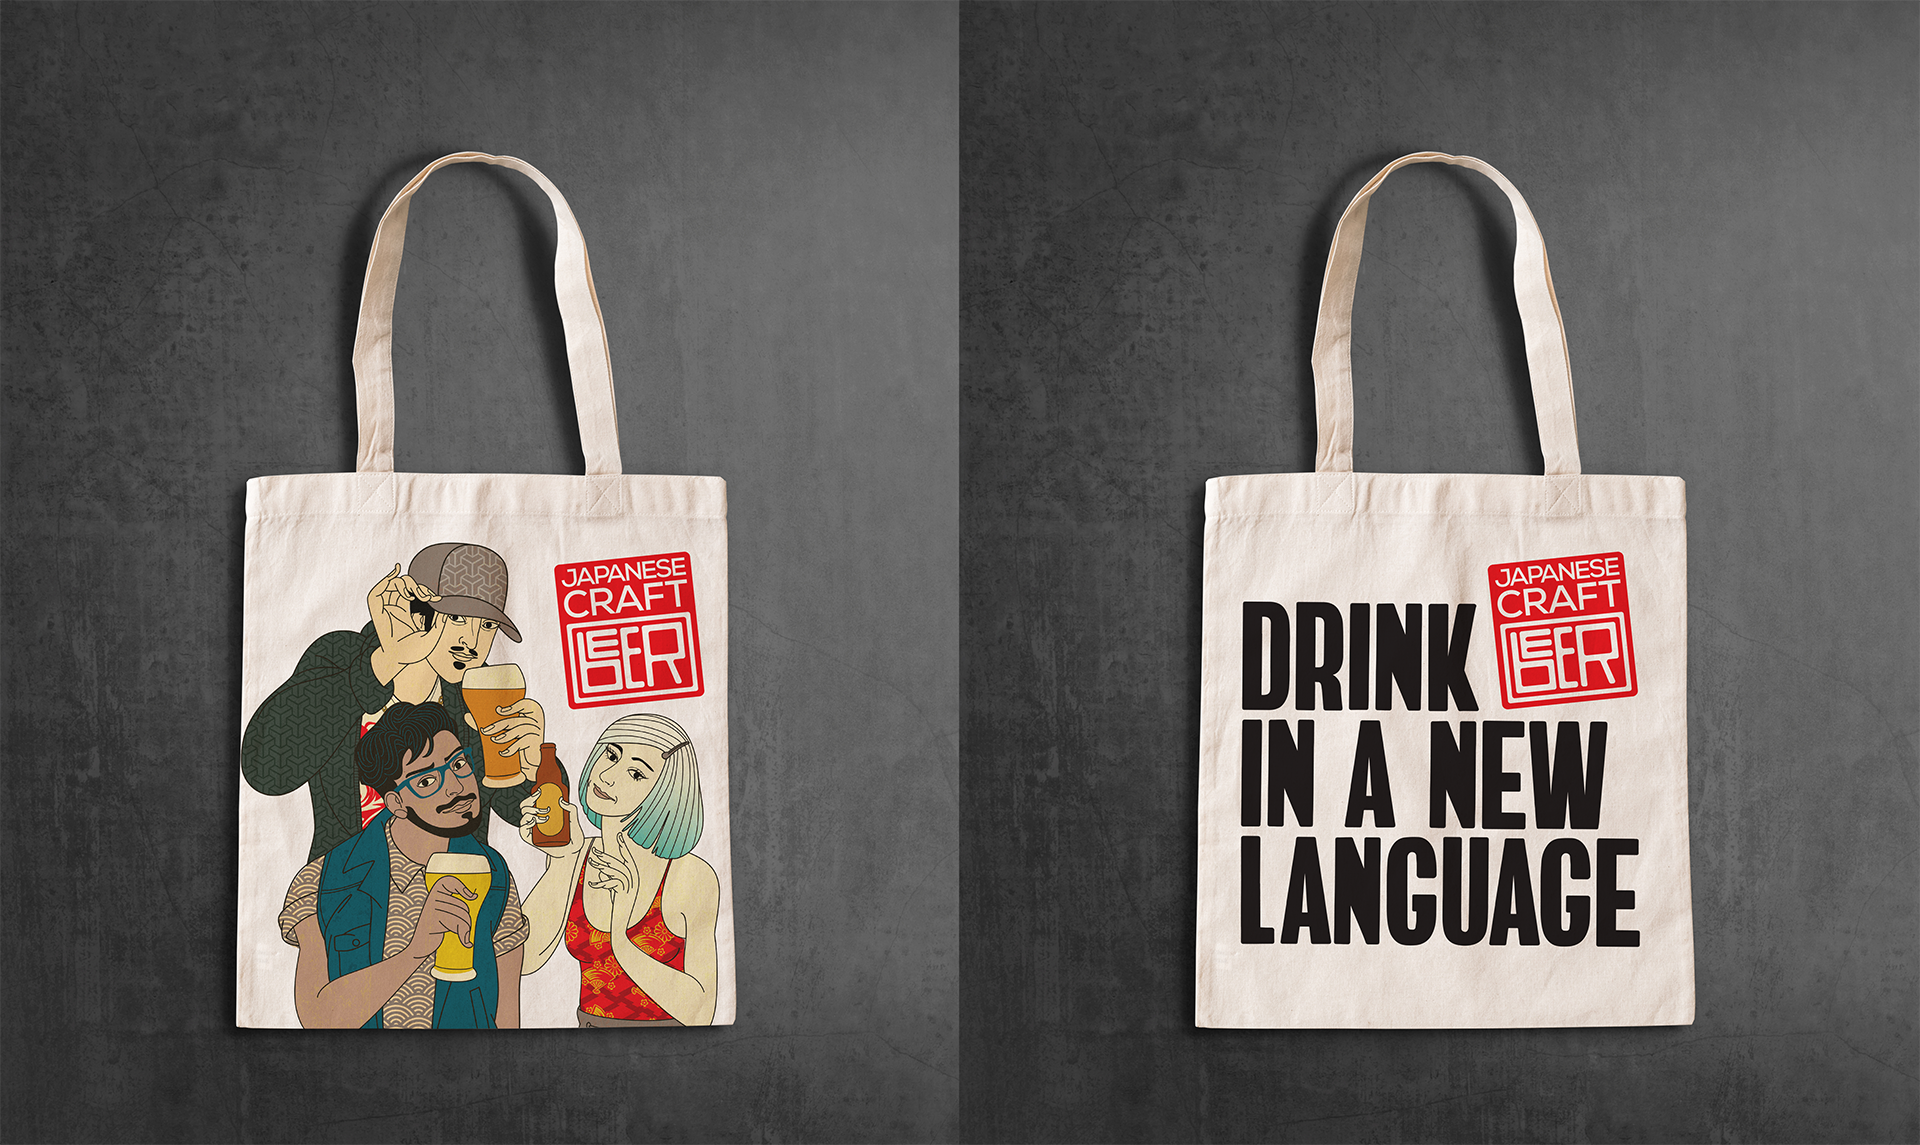 JAPANESE
CRAFT
BEER
JAPANESE
CRAFT
BEER
DRINK
IN A NEW
LANGUAGE